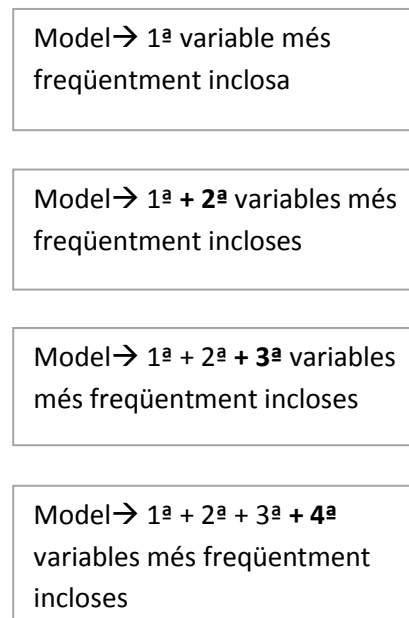 Model→ 1ª variable més
freqüentment inclosa
Model→ 1ª + 2ª variables més
freqüentment incloses
Model→ 1ª + 2ª + 3ª variables
més freqüentment incloses
Model→ 1ª + 2ª + 3ª + 4ª
variables més freqüentment
incloses